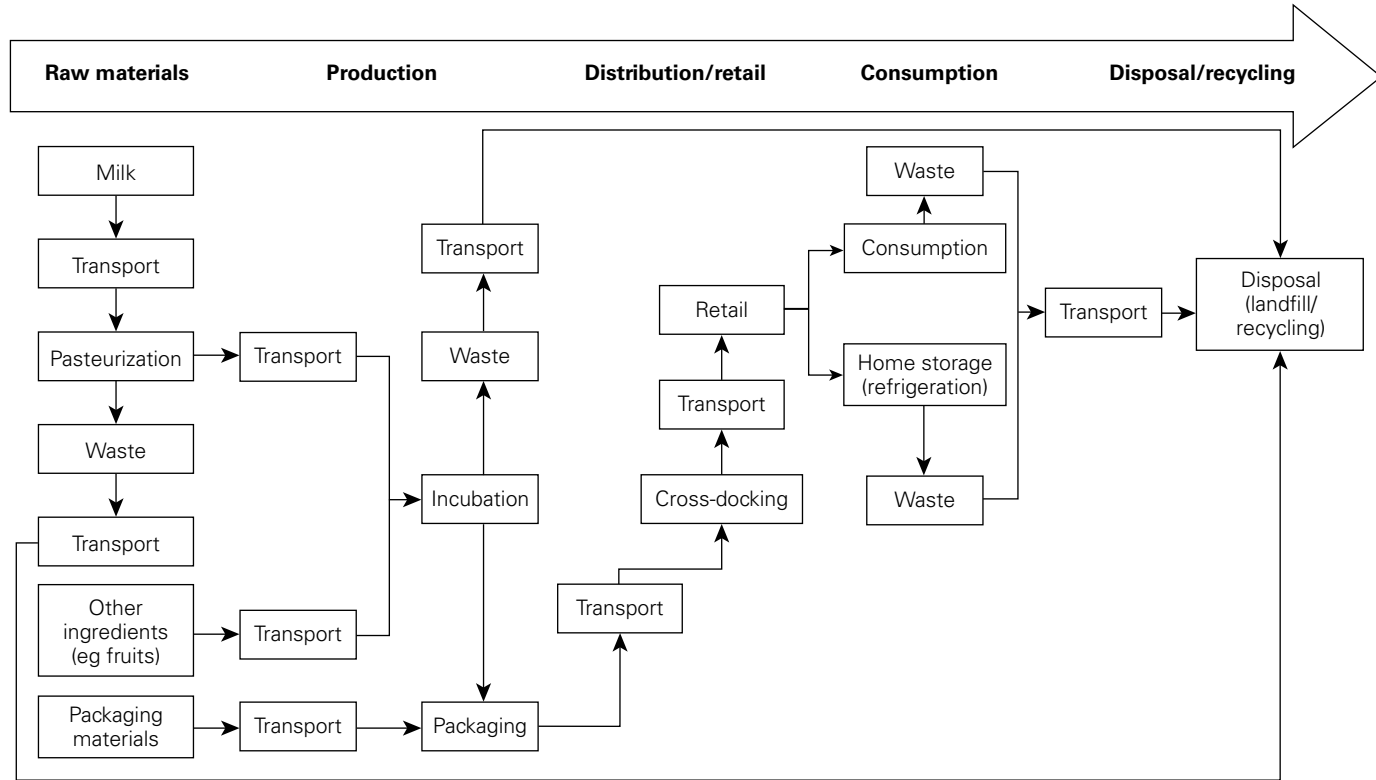 Raw materials
Production
Distribution/retail
Consumption
Disposal/recycling
Milk
Transport
Pasteurization
Waste
Transport
Other
ingredients
(eg fruits)
Packaging
materials
Transport
Transport
Transport
Transport
Waste
Incubation
Packaging
Retail
Transport
Cross-docking
Transport
Waste
Consumption
Home storage
(refrigeration)
Waste
Transport
Disposal
(landfill/
recycling)